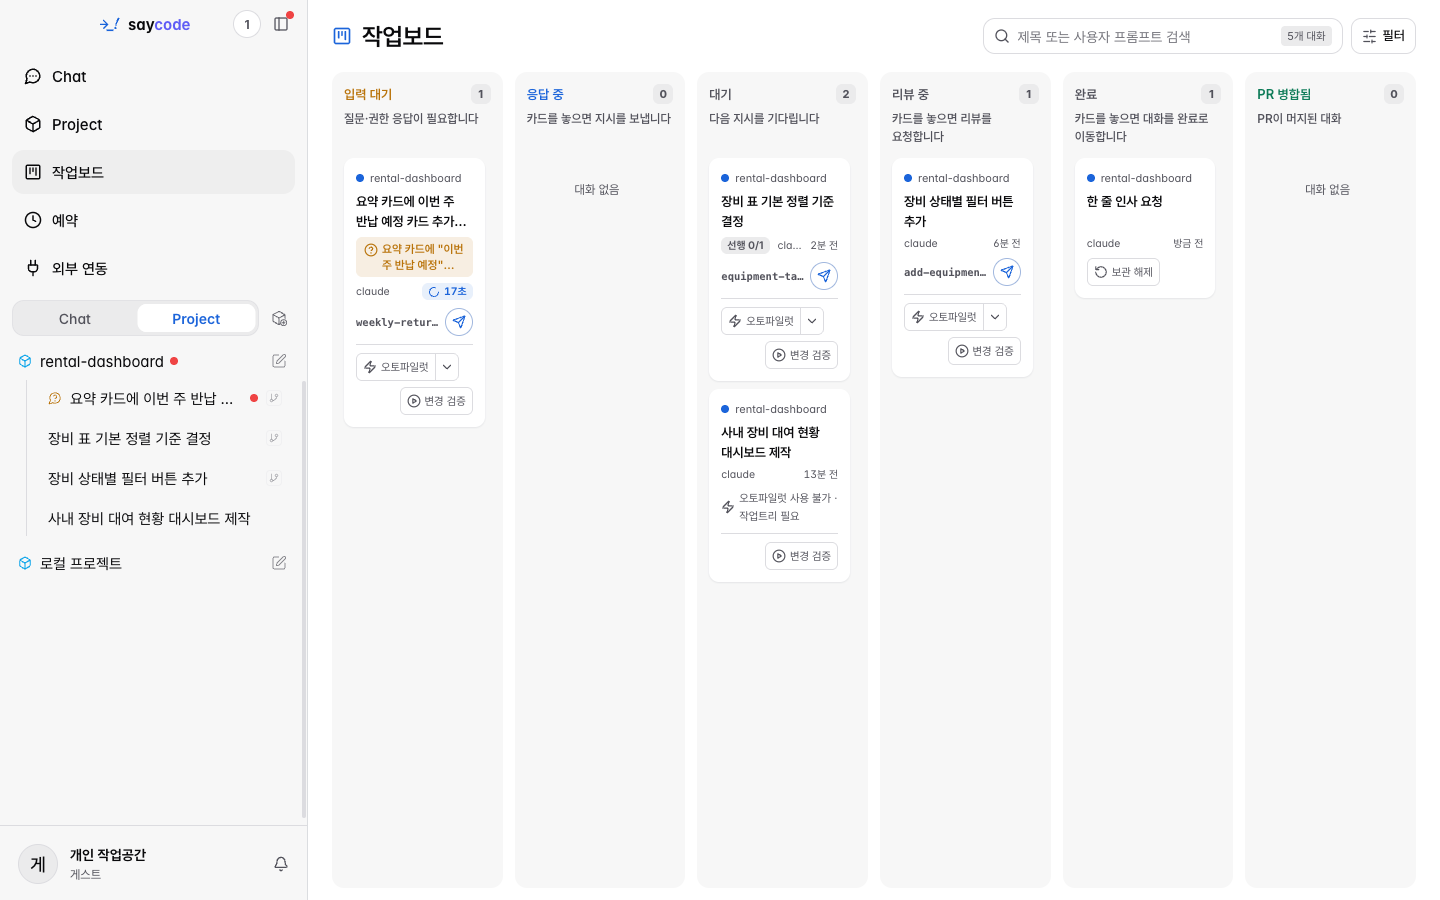 saycode
1
Chat
Project
작업보드
예약
외부 연동
Chat
Project
rental-dashboard
요약 카드에 이번 주 반납 ...
장비 표 기본 정렬 기준 결정
장비 상태별 필터 버튼 추가
사내 장비 대여 현황 대시보드 제작
로컬 프로젝트
게
개인 작업공간
게스트
작업보드
제목 또는 사용자 프롬프트 검색
5개 대화
필터
입력 대기
1
질문·권한 응답이 필요합니다
rental-dashboard
요약 카드에 이번 주
반납 예정 카드 추가...
요약 카드에 "이번
주 반납 예정"...
claude
17초
weekly-retur...
오토파일럿
변경 검증
응답 중
0
카드를 놓으면 지시를 보냅니다
대화 없음
대기
2
다음 지시를 기다립니다
rental-dashboard
장비 표 기본 정렬 기준
결정
선행 0/1
cla...
2분 전
equipment-ta...
오토파일럿
변경 검증
rental-dashboard
사내 장비 대여 현황
대시보드 제작
claude
13분 전
오토파일럿 사용 불가 ·
작업트리 필요
변경 검증
리뷰 중
1
카드를 놓으면 리뷰를
요청합니다
rental-dashboard
장비 상태별 필터 버튼
추가
claude
6분 전
add-equipmen...
오토파일럿
변경 검증
완료
1
카드를 놓으면 대화를 완료로
이동합니다
rental-dashboard
한 줄 인사 요청
claude
방금 전
보관 해제
PR 병합됨
0
PR이 머지된 대화
대화 없음